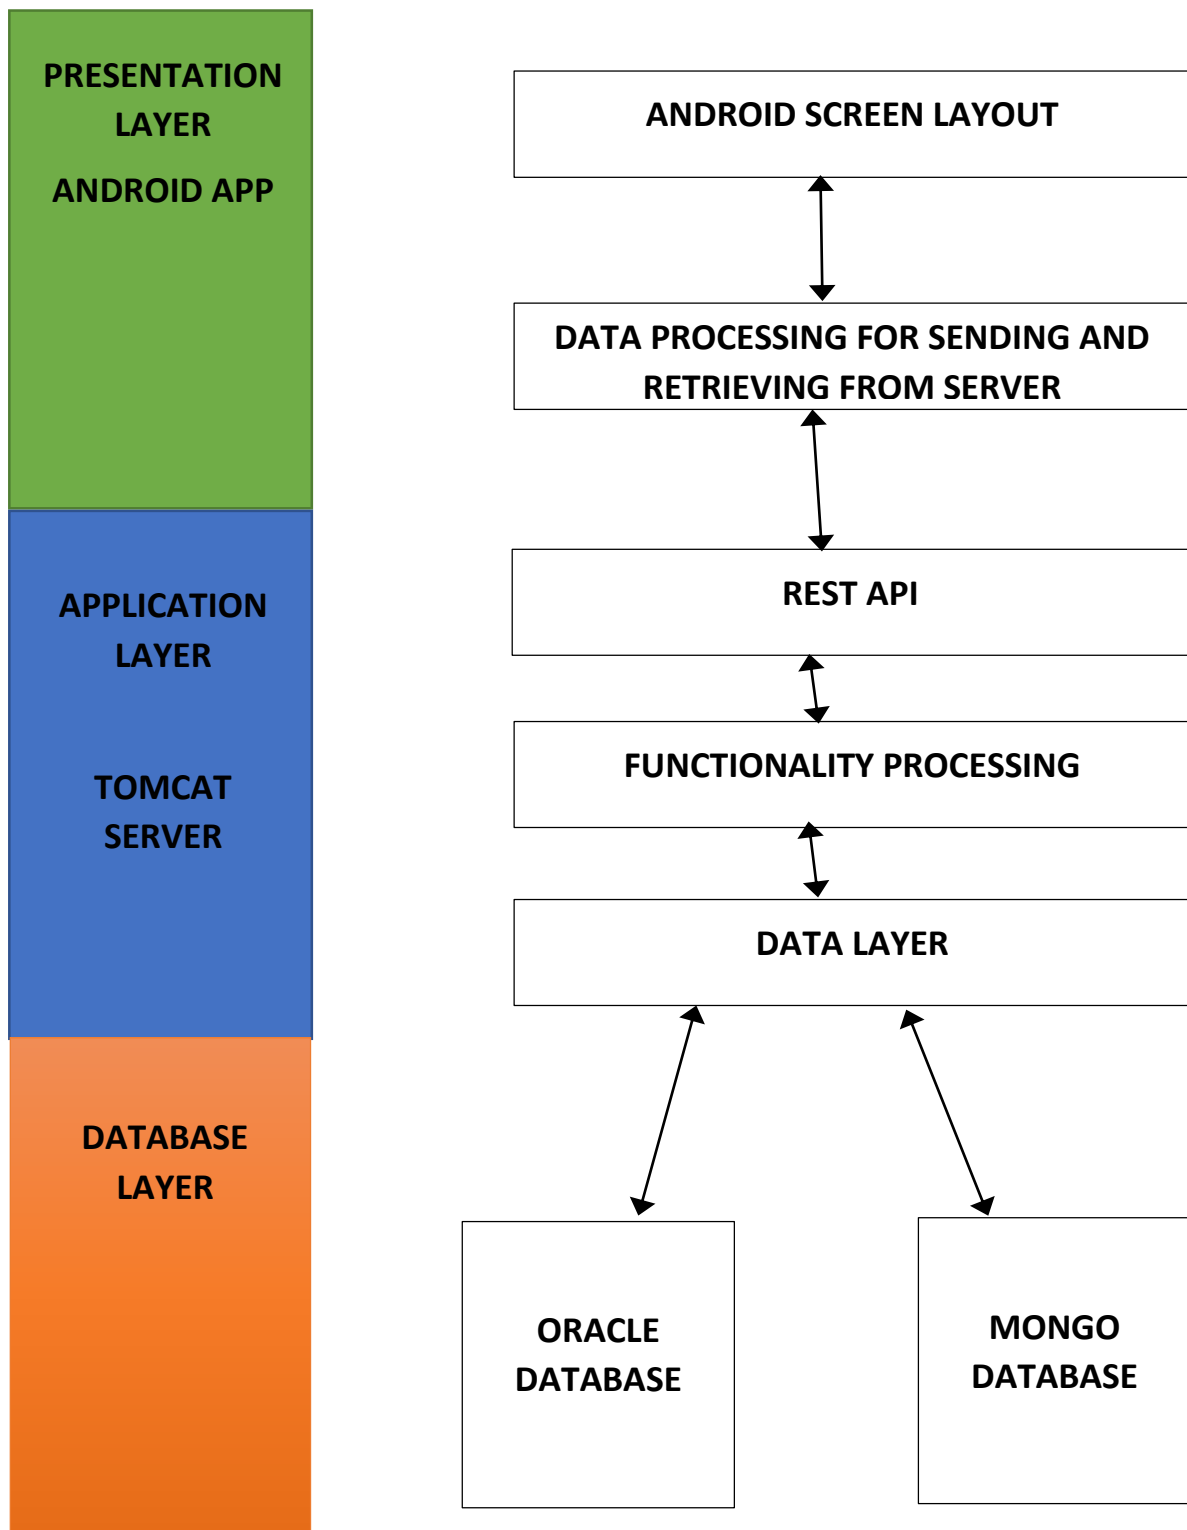 PRESENTATION
LAYER
ANDROID APP
ANDROID SCREEN LAYOUT
DATA PROCESSING FOR SENDING AND
RETRIEVING FROM SERVER
APPLICATION
LAYER
TOMCAT
SERVER
REST API
FUNCTIONALITY PROCESSING
DATA LAYER
DATABASE
LAYER
ORACLE
DATABASE
MONGO
DATABASE